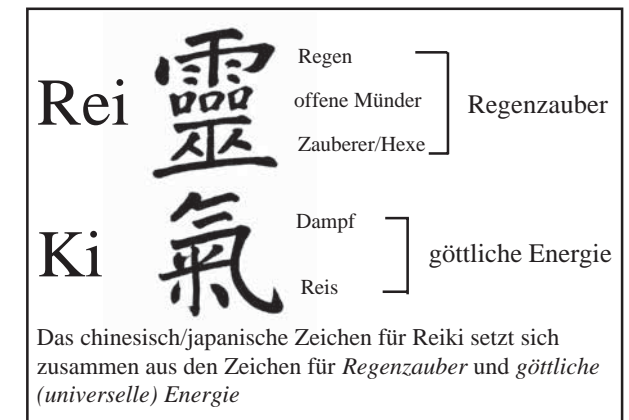 Rei
靈
Regen
offene Münder
Zauberer/Hexe
Regenzauber
Ki
氣
Dampf
Reis
göttliche Energie
Das chinesisch/japanische Zeichen für Reiki setzt sich
zusammen aus den Zeichen für Regenzauber und göttliche
(universelle) Energie